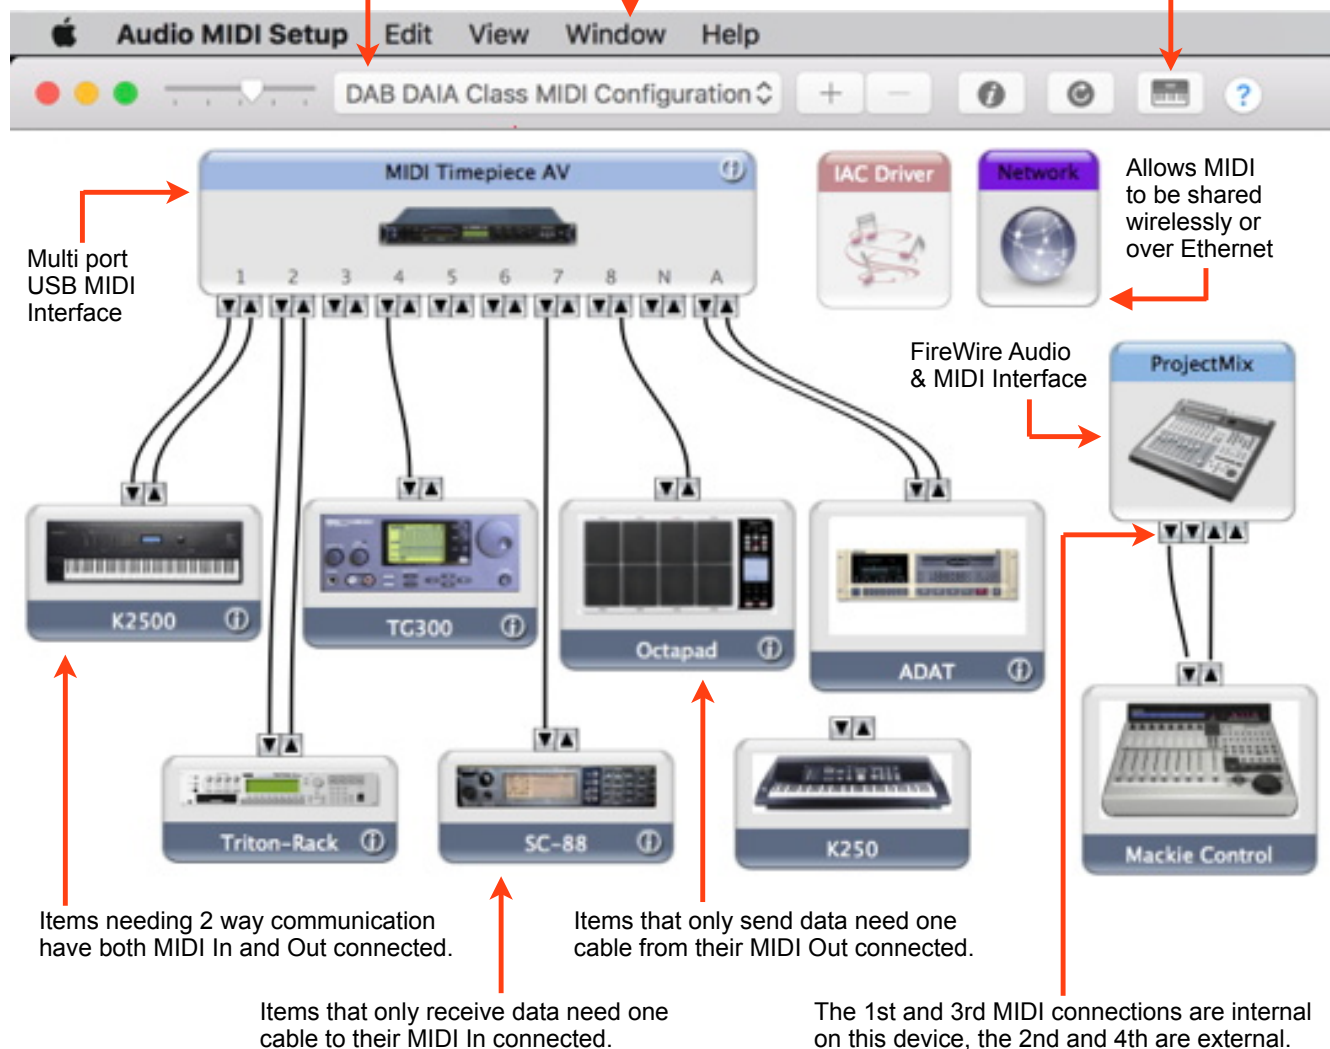 Audio MIDI Setup Edit View Window Help
DAB DAIA Class MIDI Configuration
?
MIDI Timepiece AV
IAC Driver
Network
Allows MIDI
to be shared
wirelessly or
over Ethernet
Multi port
USB MIDI
Interface
1 2 3 4 5 6 7 8 N A
FireWire Audio
& MIDI Interface
ProjectMix
K2500
TG300
Octapad
ADAT
Triton-Rack
SC-88
K250
Mackie Control
Items needing 2 way communication
have both MIDI In and Out connected.
Items that only send data need one
cable from their MIDI Out connected.
Items that only receive data need one
cable to their MIDI In connected.
The 1st and 3rd MIDI connections are internal
on this device, the 2nd and 4th are external.